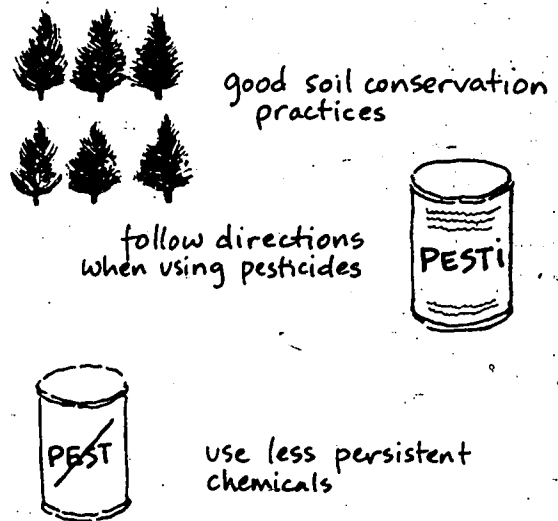 good soil conservation
practices
follow directions
when using pesticides
PESTi
PEST
use less persistent
chemicals